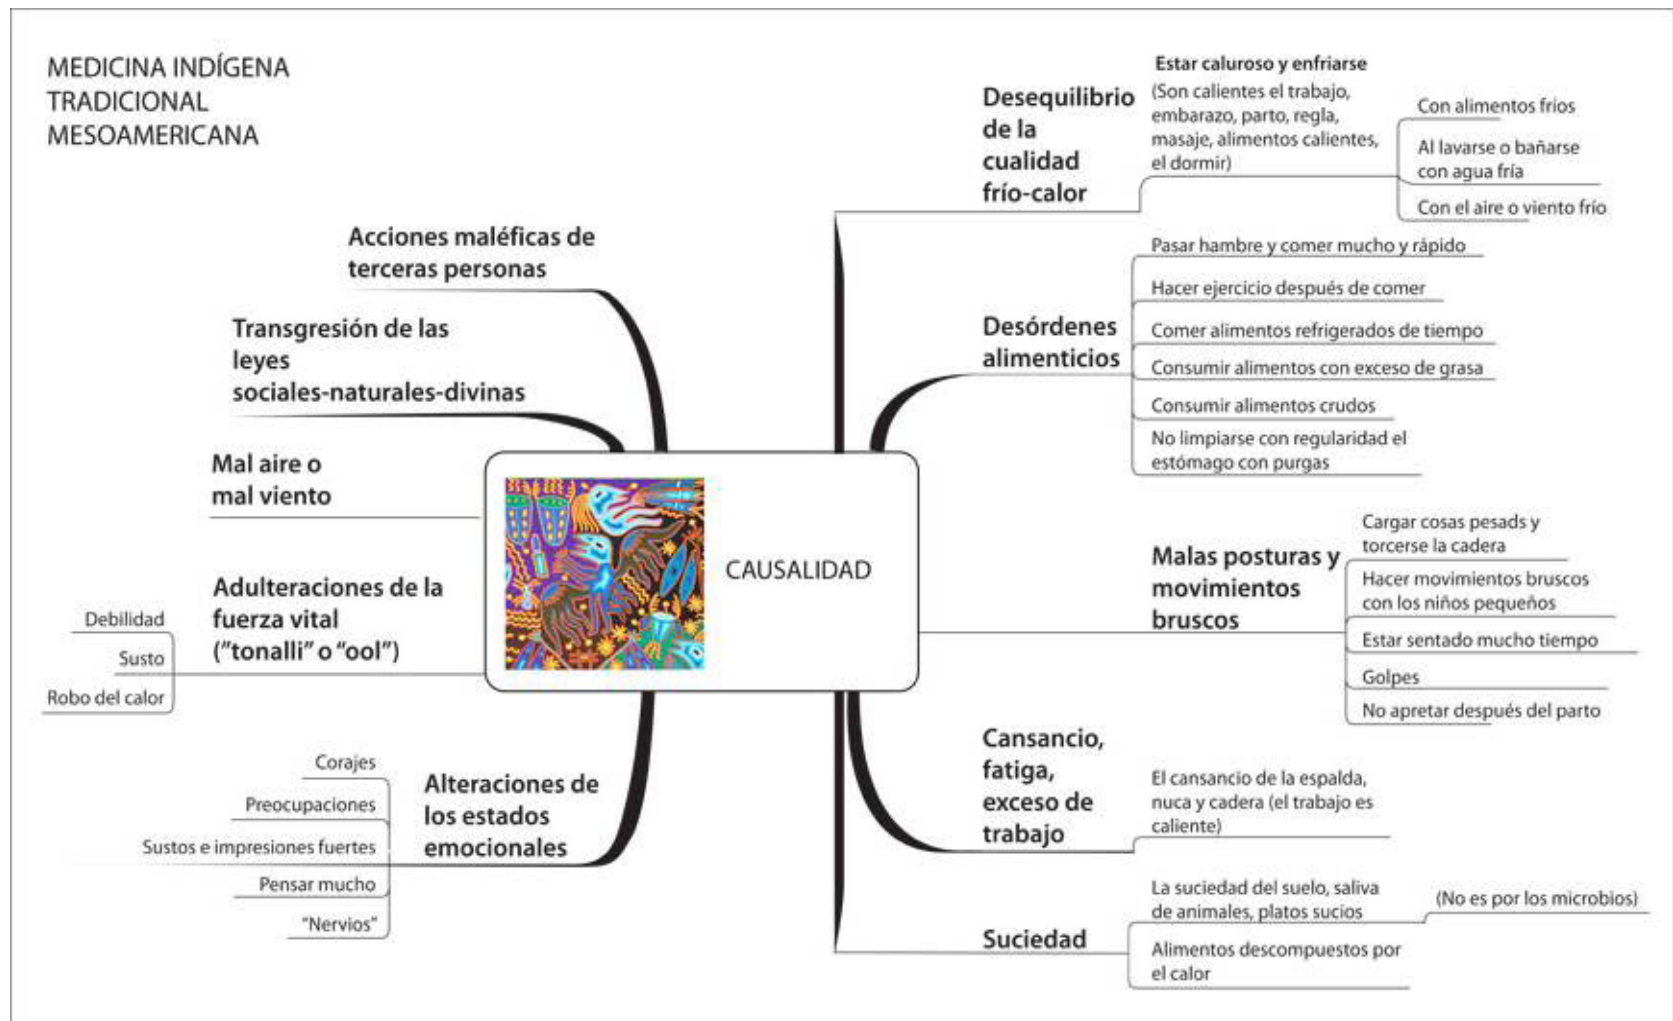 MEDICINA INDÍGENA
TRADICIONAL
MESOAMERICANA
Acciones maléficas de
terceras personas
Transgresión de las
leyes
sociales-naturales-divinas
Mal aire o
mal viento
Adulteraciones de la
fuerza vital
("tonalli" o "ool")
Debilidad
Susto
Robo del calor
Alteraciones de
los estados
emocionales
Corajes
Preocupaciones
Sustos e impresiones fuertes
Pensar mucho
"Nervios"
CAUSALIDAD
Desequilibrio
de la
cualidad
frío-calor
Estar caluroso y enfriarse
(Son calientes el trabajo,
embarazo, parto, regla,
masaje, alimentos calientes,
el dormir)
Con alimentos fríos
Al lavarse o bañarse
con agua fría
Con el aire o viento frío
Desórdenes
alimenticios
Pasar hambre y comer mucho y rápido
Hacer ejercicio después de comer
Comer alimentos refrigerados de tiempo
Consumir alimentos con exceso de grasa
Consumir alimentos crudos
No limpiarse con regularidad el
estómago con purgas
Malas posturas y
movimientos
bruscos
Cargar cosas pesads y
torcerse la cadera
Hacer movimientos bruscos
con los niños pequeños
Estar sentado mucho tiempo
Golpes
No apretar después del parto
Cansancio,
fatiga,
exceso de
trabajo
El cansancio de la espalda,
nuca y cadera (el trabajo es
caliente)
Suciedad
La suciedad del suelo, saliva
de animales, platos sucios
(No es por los microbios)
Alimentos descompuestos por
el calor